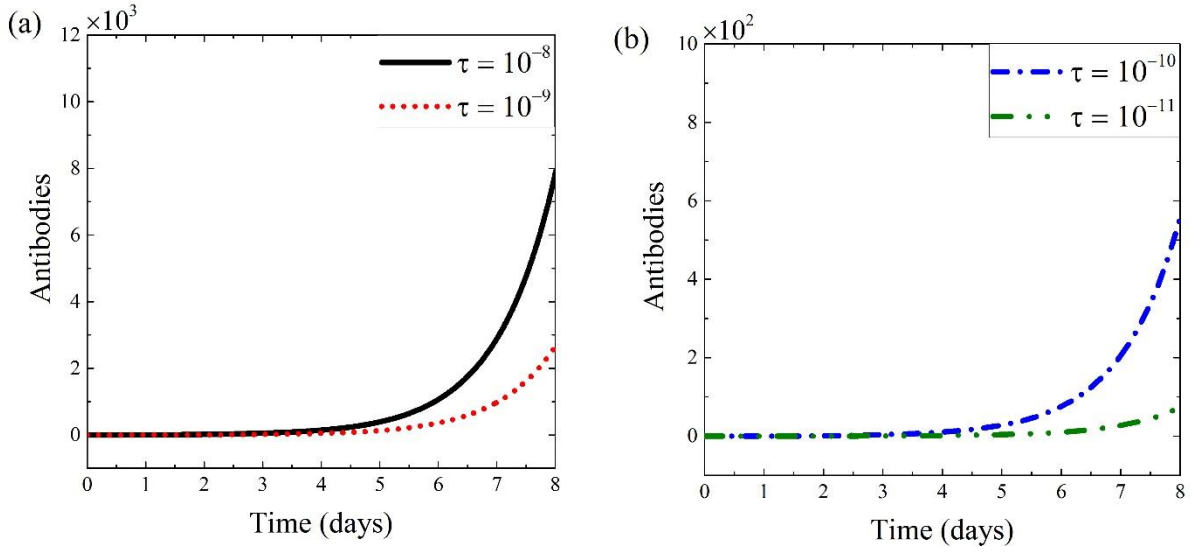 (a)
×10³
12
10
8
6
4
2
0
0 1 2 3 4 5 6 7 8
Antibodies
Time (days)
τ = 10⁻⁸
τ = 10⁻⁹
(b)
×10²
10
8
6
4
2
0
0 1 2 3 4 5 6 7 8
Antibodies
Time (days)
τ = 10⁻¹⁰
τ = 10⁻¹¹